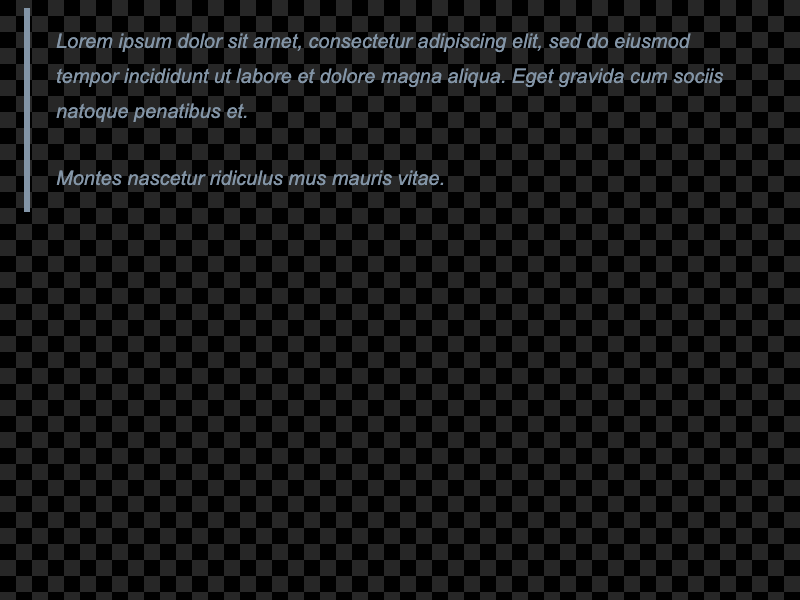 Lorem ipsum dolor sit amet, consectetur adipiscing elit, sed do eiusmod
tempor incididunt ut labore et dolore magna aliqua. Eget gravida cum sociis
natoque penatibus et.
Montes nascetur ridiculus mus mauris vitae.